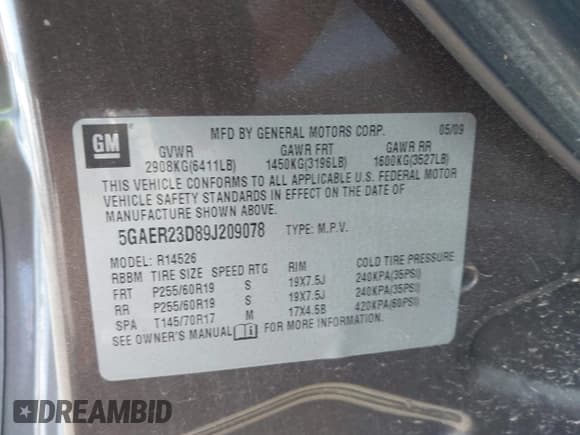 GM
MFD BY GENERAL MOTORS CORP. 05/09
GVWR GAWR FRT GAWR RR
2908KG(6411LB) 1450KG(3196LB) 1600KG(3527LB)
THIS VEHICLE CONFORMS TO ALL APPLICABLE U.S. FEDERAL MOTOR
VEHICLE SAFETY STANDARDS IN EFFECT ON THE DATE OF
MANUFACTURE SHOWN ABOVE.
5GAER23D89J209078 TYPE: M.P.V.
MODEL: R14526
RBBM TIRE SIZE SPEED RTG RIM COLD TIRE PRESSURE
FRT P255/60R19 S 19X7.5J 240KPA(35PSI)
RR P255/60R19 S 19X7.5J 240KPA(35PSI)
SPA T145/70R17 M 17X4.5B 420KPA(60PSI)
SEE OWNER'S MANUAL i FOR MORE INFORMATION.
DREAMBID